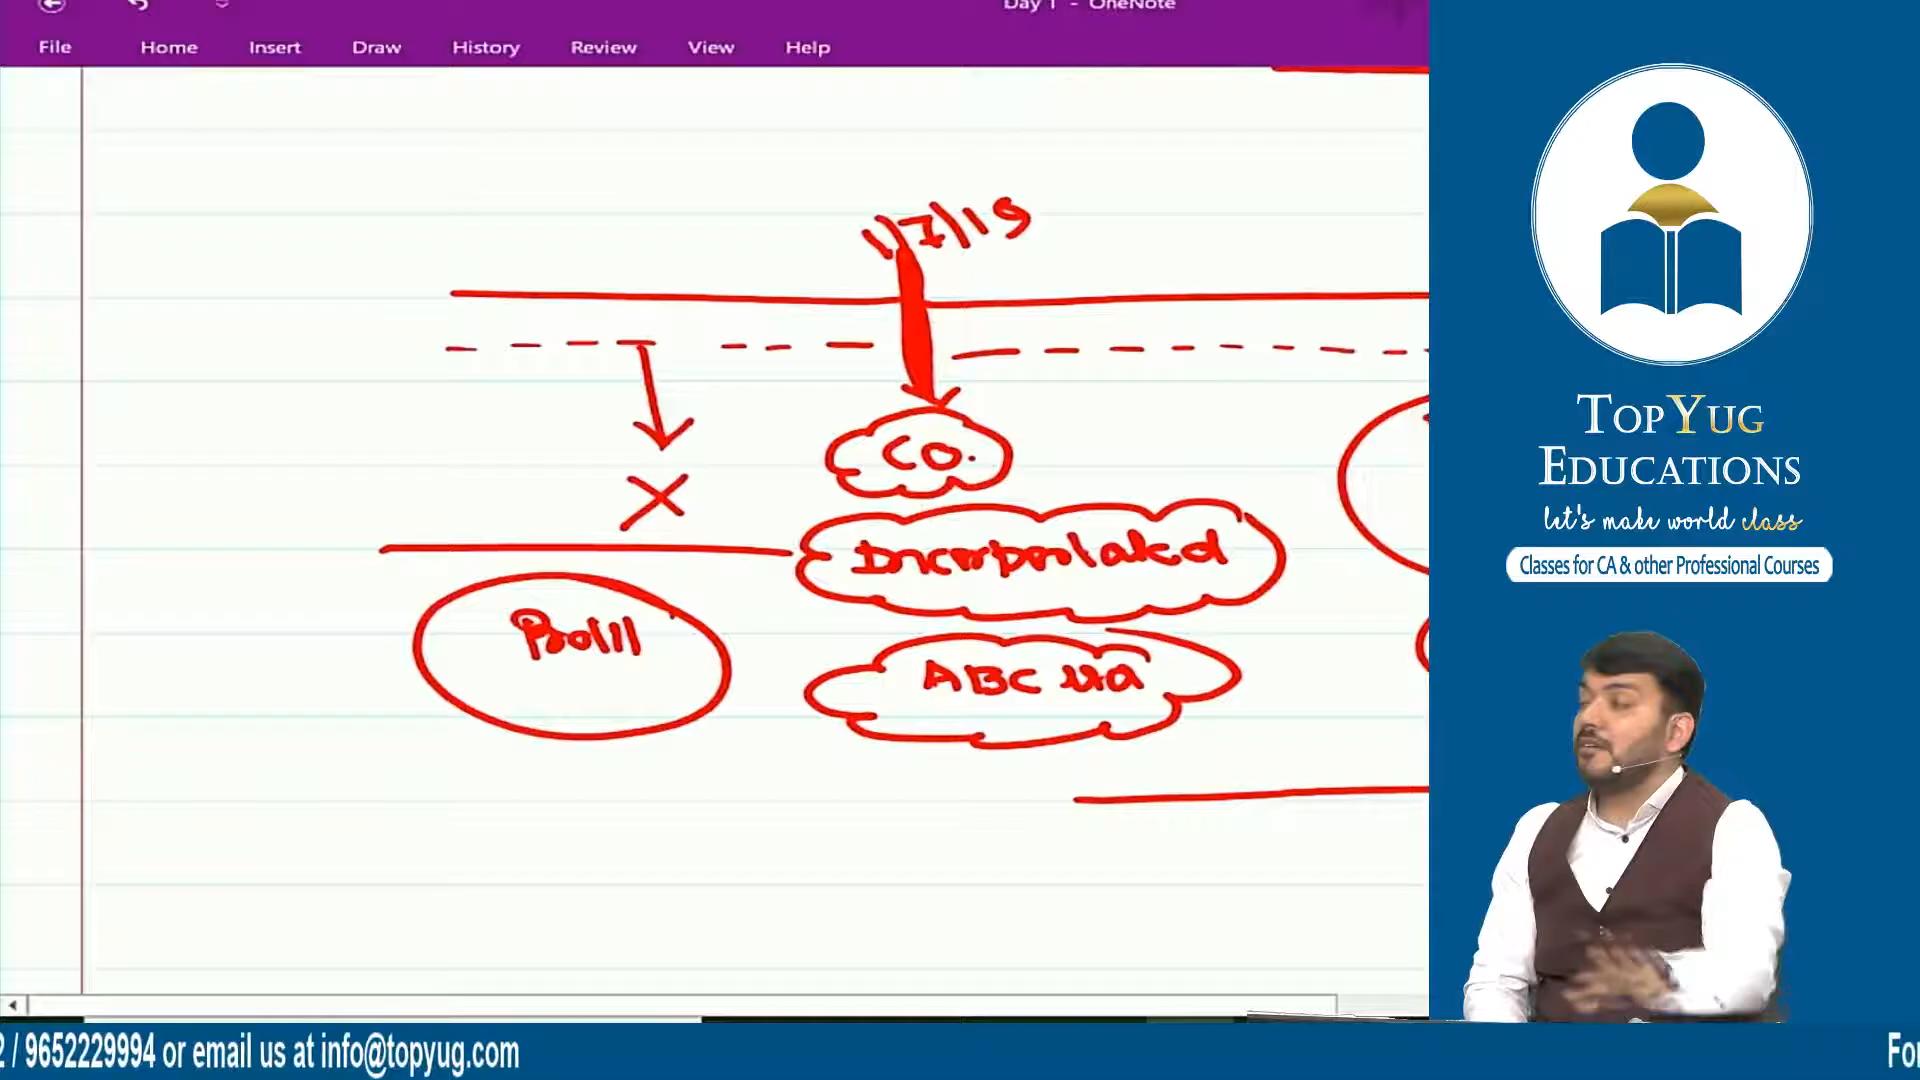 Day 1 - OneNote
File Home Insert Draw History Review View Help
1/7/19
CO.
Incorporated
ABC Ltd
TOPYUG
EDUCATIONS
let's make world class
Classes for CA & other Professional Courses
2 / 9652229994 or email us at info@topyug.com
For